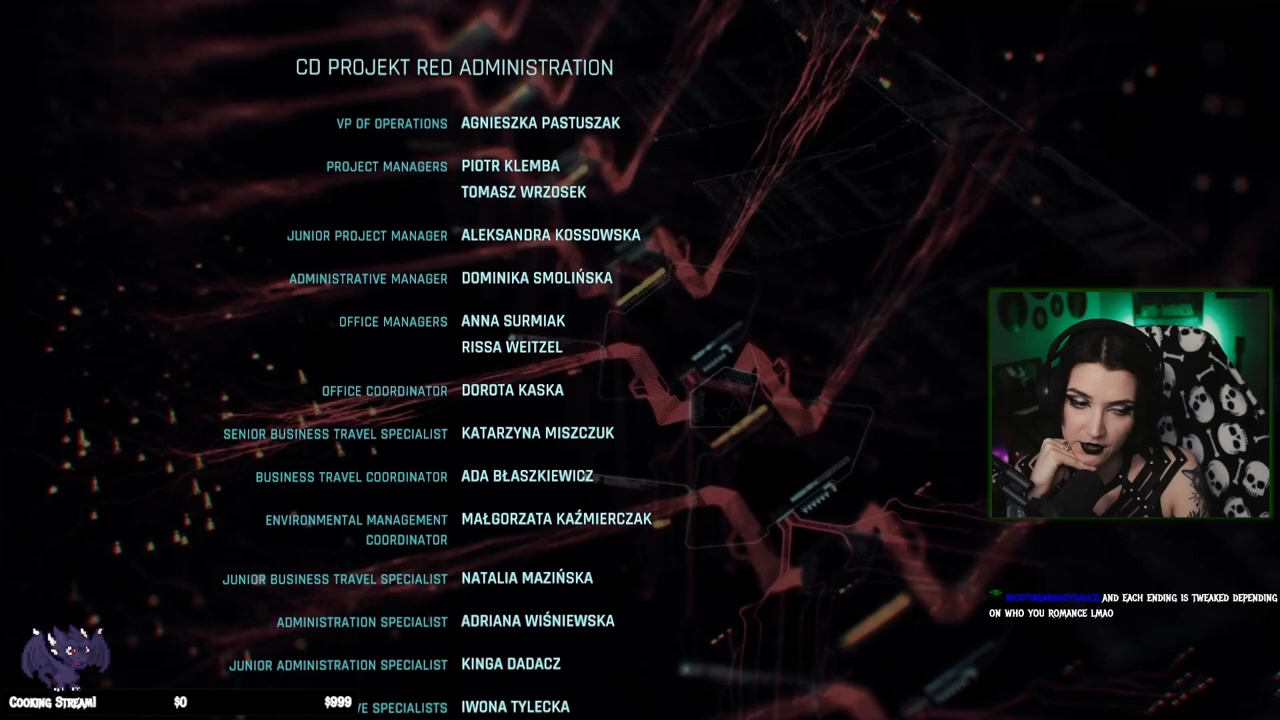 CD PROJEKT RED ADMINISTRATION
VP OF OPERATIONS AGNIESZKA PASTUSZAK
PROJECT MANAGERS PIOTR KLEMBA
TOMASZ WRZOSEK
JUNIOR PROJECT MANAGER ALEKSANDRA KOSSOWSKA
ADMINISTRATIVE MANAGER DOMINIKA SMOLIŃSKA
OFFICE MANAGERS ANNA SURMIAK
RISSA WEITZEL
OFFICE COORDINATOR DOROTA KASKA
SENIOR BUSINESS TRAVEL SPECIALIST KATARZYNA MISZCZUK
BUSINESS TRAVEL COORDINATOR ADA BŁASZKIEWICZ
ENVIRONMENTAL MANAGEMENT MAŁGORZATA KAŹMIERCZAK
COORDINATOR
JUNIOR BUSINESS TRAVEL SPECIALIST NATALIA MAZIŃSKA
ADMINISTRATION SPECIALIST ADRIANA WIŚNIEWSKA
JUNIOR ADMINISTRATION SPECIALIST KINGA DADACZ
SPECIALISTS IWONA TYLECKA
AND EACH ENDING IS TWEAKED DEPENDING
ON WHO YOU ROMANCE LMAO
COOKING STREAM! $0 $999